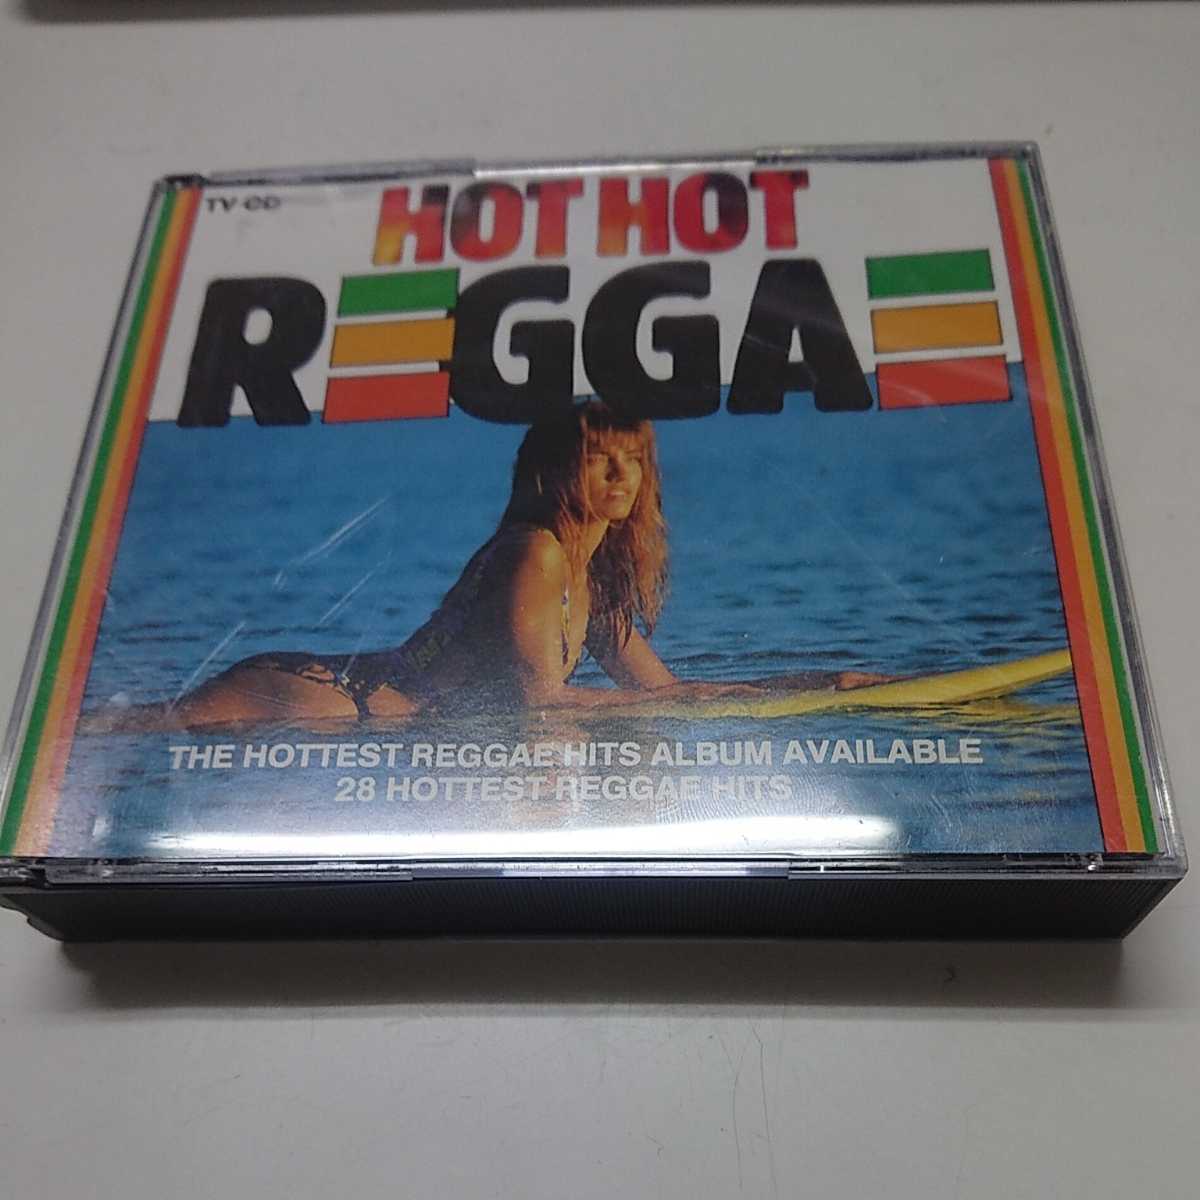 TV-CD
HOT HOT
REGGAE
THE HOTTEST REGGAE HITS ALBUM AVAILABLE
28 HOTTEST REGGAE HITS